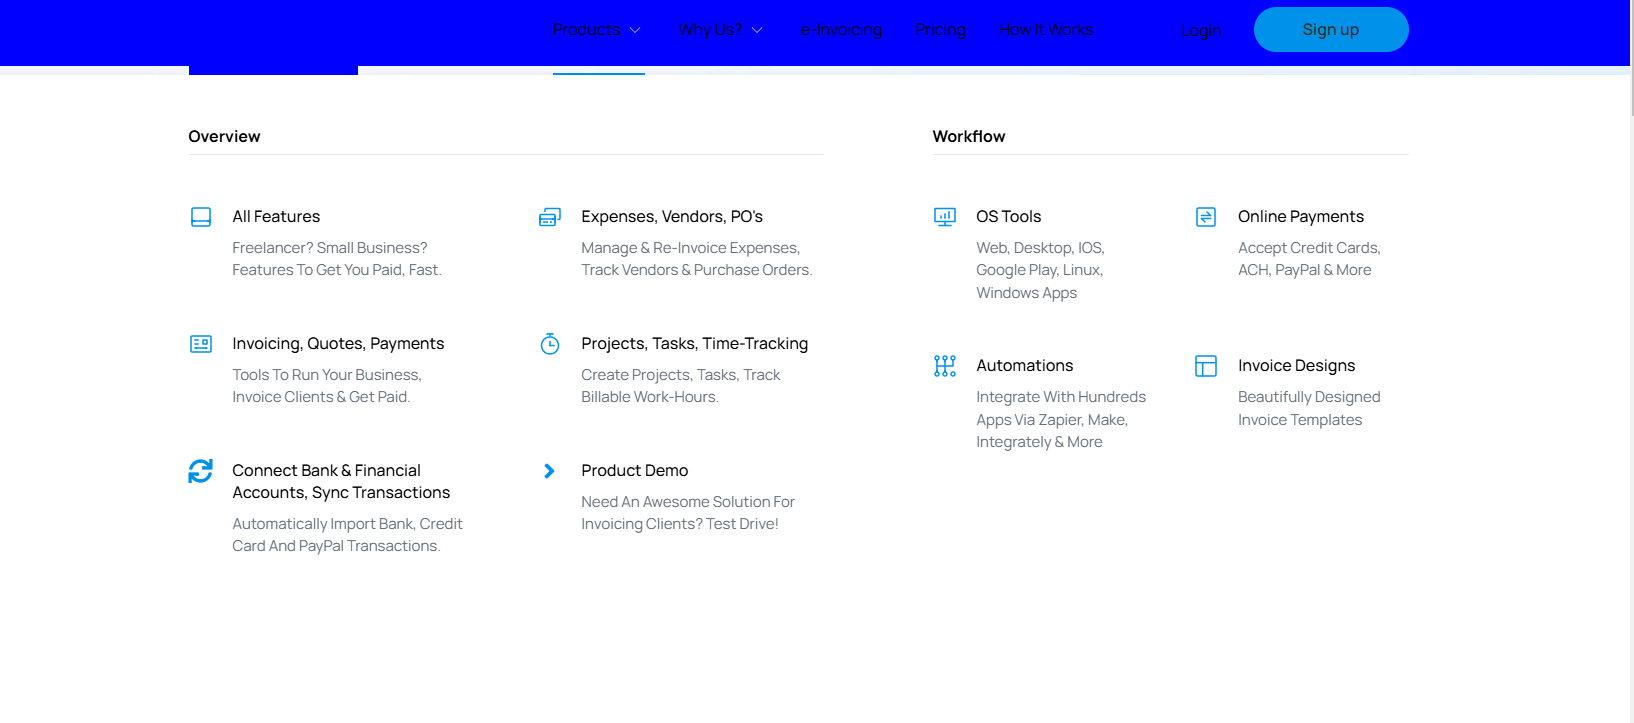 Products
Why Us?
e-Invoicing
Pricing
How It Works
Login
Sign up
Overview
All Features
Freelancer? Small Business?
Features To Get You Paid, Fast.
Expenses, Vendors, PO's
Manage & Re-Invoice Expenses,
Track Vendors & Purchase Orders.
Invoicing, Quotes, Payments
Tools To Run Your Business,
Invoice Clients & Get Paid.
Projects, Tasks, Time-Tracking
Create Projects, Tasks, Track
Billable Work-Hours.
Connect Bank & Financial
Accounts, Sync Transactions
Automatically Import Bank, Credit
Card And PayPal Transactions.
Product Demo
Need An Awesome Solution For
Invoicing Clients? Test Drive!
Workflow
OS Tools
Web, Desktop, IOS,
Google Play, Linux,
Windows Apps
Online Payments
Accept Credit Cards,
ACH, PayPal & More
Automations
Integrate With Hundreds
Apps Via Zapier, Make,
Integrately & More
Invoice Designs
Beautifully Designed
Invoice Templates